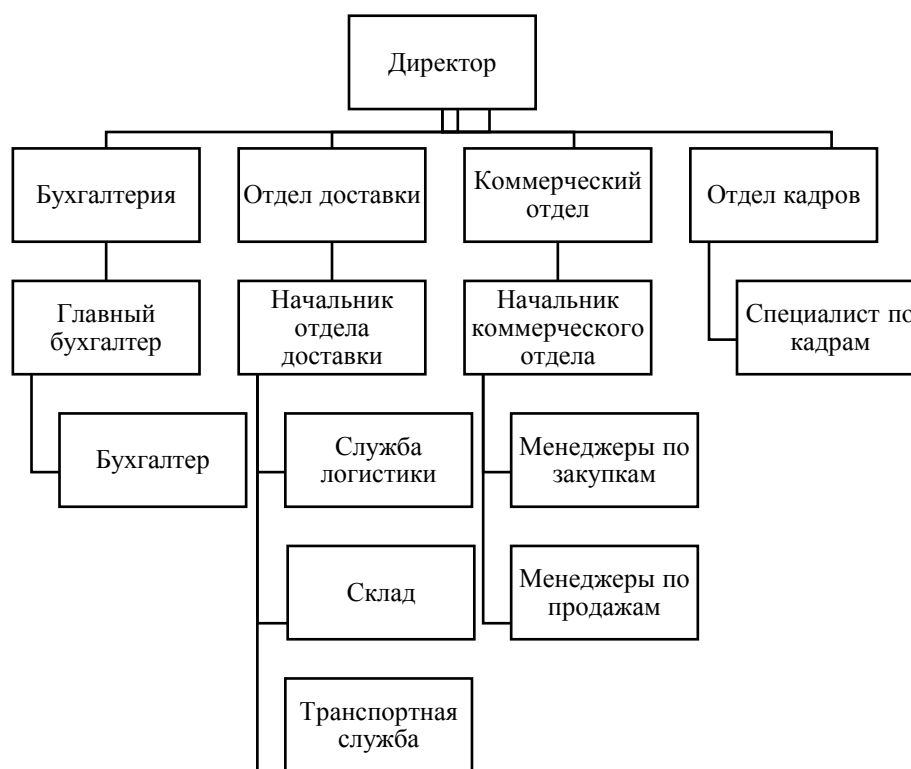 Директор
Бухгалтерия
Отдел доставки
Коммерческий
отдел
Отдел кадров
Главный
бухгалтер
Начальник
отдела
доставки
Начальник
коммерческого
отдела
Специалист по
кадрам
Бухгалтер
Служба
логистики
Менеджеры по
закупкам
Склад
Менеджеры по
продажам
Транспортная
служба